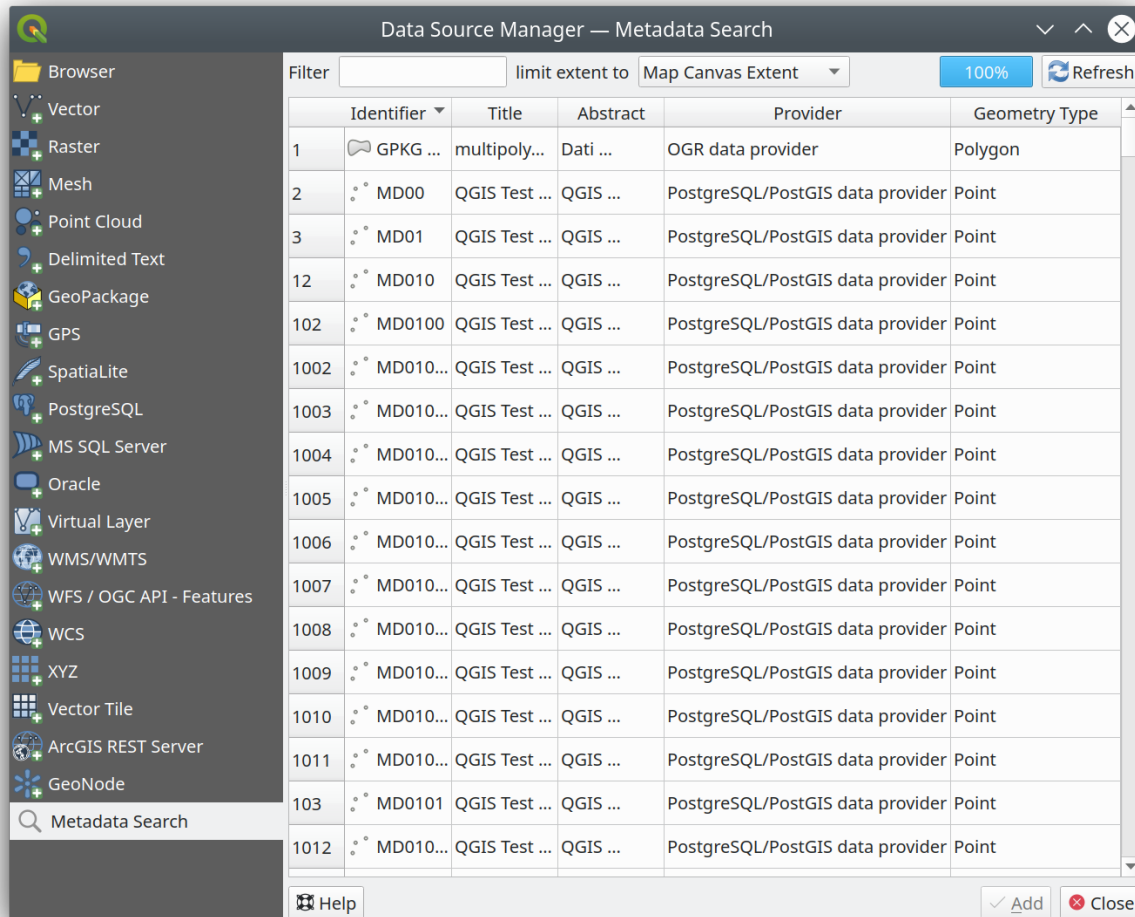 Data Source Manager — Metadata Search
Browser
Vector
Raster
Mesh
Point Cloud
Delimited Text
GeoPackage
GPS
SpatiaLite
PostgreSQL
MS SQL Server
Oracle
Virtual Layer
WMS/WMTS
WFS / OGC API - Features
WCS
XYZ
Vector Tile
ArcGIS REST Server
GeoNode
Metadata Search
Filter limit extent to Map Canvas Extent 100% Refresh
Identifier Title Abstract Provider Geometry Type
1 GPKG ... multipoly... Dati ... OGR data provider Polygon
2 MD00 QGIS Test ... QGIS ... PostgreSQL/PostGIS data provider Point
3 MD01 QGIS Test ... QGIS ... PostgreSQL/PostGIS data provider Point
12 MD010 QGIS Test ... QGIS ... PostgreSQL/PostGIS data provider Point
102 MD0100 QGIS Test ... QGIS ... PostgreSQL/PostGIS data provider Point
1002 MD010... QGIS Test ... QGIS ... PostgreSQL/PostGIS data provider Point
1003 MD010... QGIS Test ... QGIS ... PostgreSQL/PostGIS data provider Point
1004 MD010... QGIS Test ... QGIS ... PostgreSQL/PostGIS data provider Point
1005 MD010... QGIS Test ... QGIS ... PostgreSQL/PostGIS data provider Point
1006 MD010... QGIS Test ... QGIS ... PostgreSQL/PostGIS data provider Point
1007 MD010... QGIS Test ... QGIS ... PostgreSQL/PostGIS data provider Point
1008 MD010... QGIS Test ... QGIS ... PostgreSQL/PostGIS data provider Point
1009 MD010... QGIS Test ... QGIS ... PostgreSQL/PostGIS data provider Point
1010 MD010... QGIS Test ... QGIS ... PostgreSQL/PostGIS data provider Point
1011 MD010... QGIS Test ... QGIS ... PostgreSQL/PostGIS data provider Point
103 MD0101 QGIS Test ... QGIS ... PostgreSQL/PostGIS data provider Point
1012 MD010... QGIS Test ... QGIS ... PostgreSQL/PostGIS data provider Point
Help Add Close